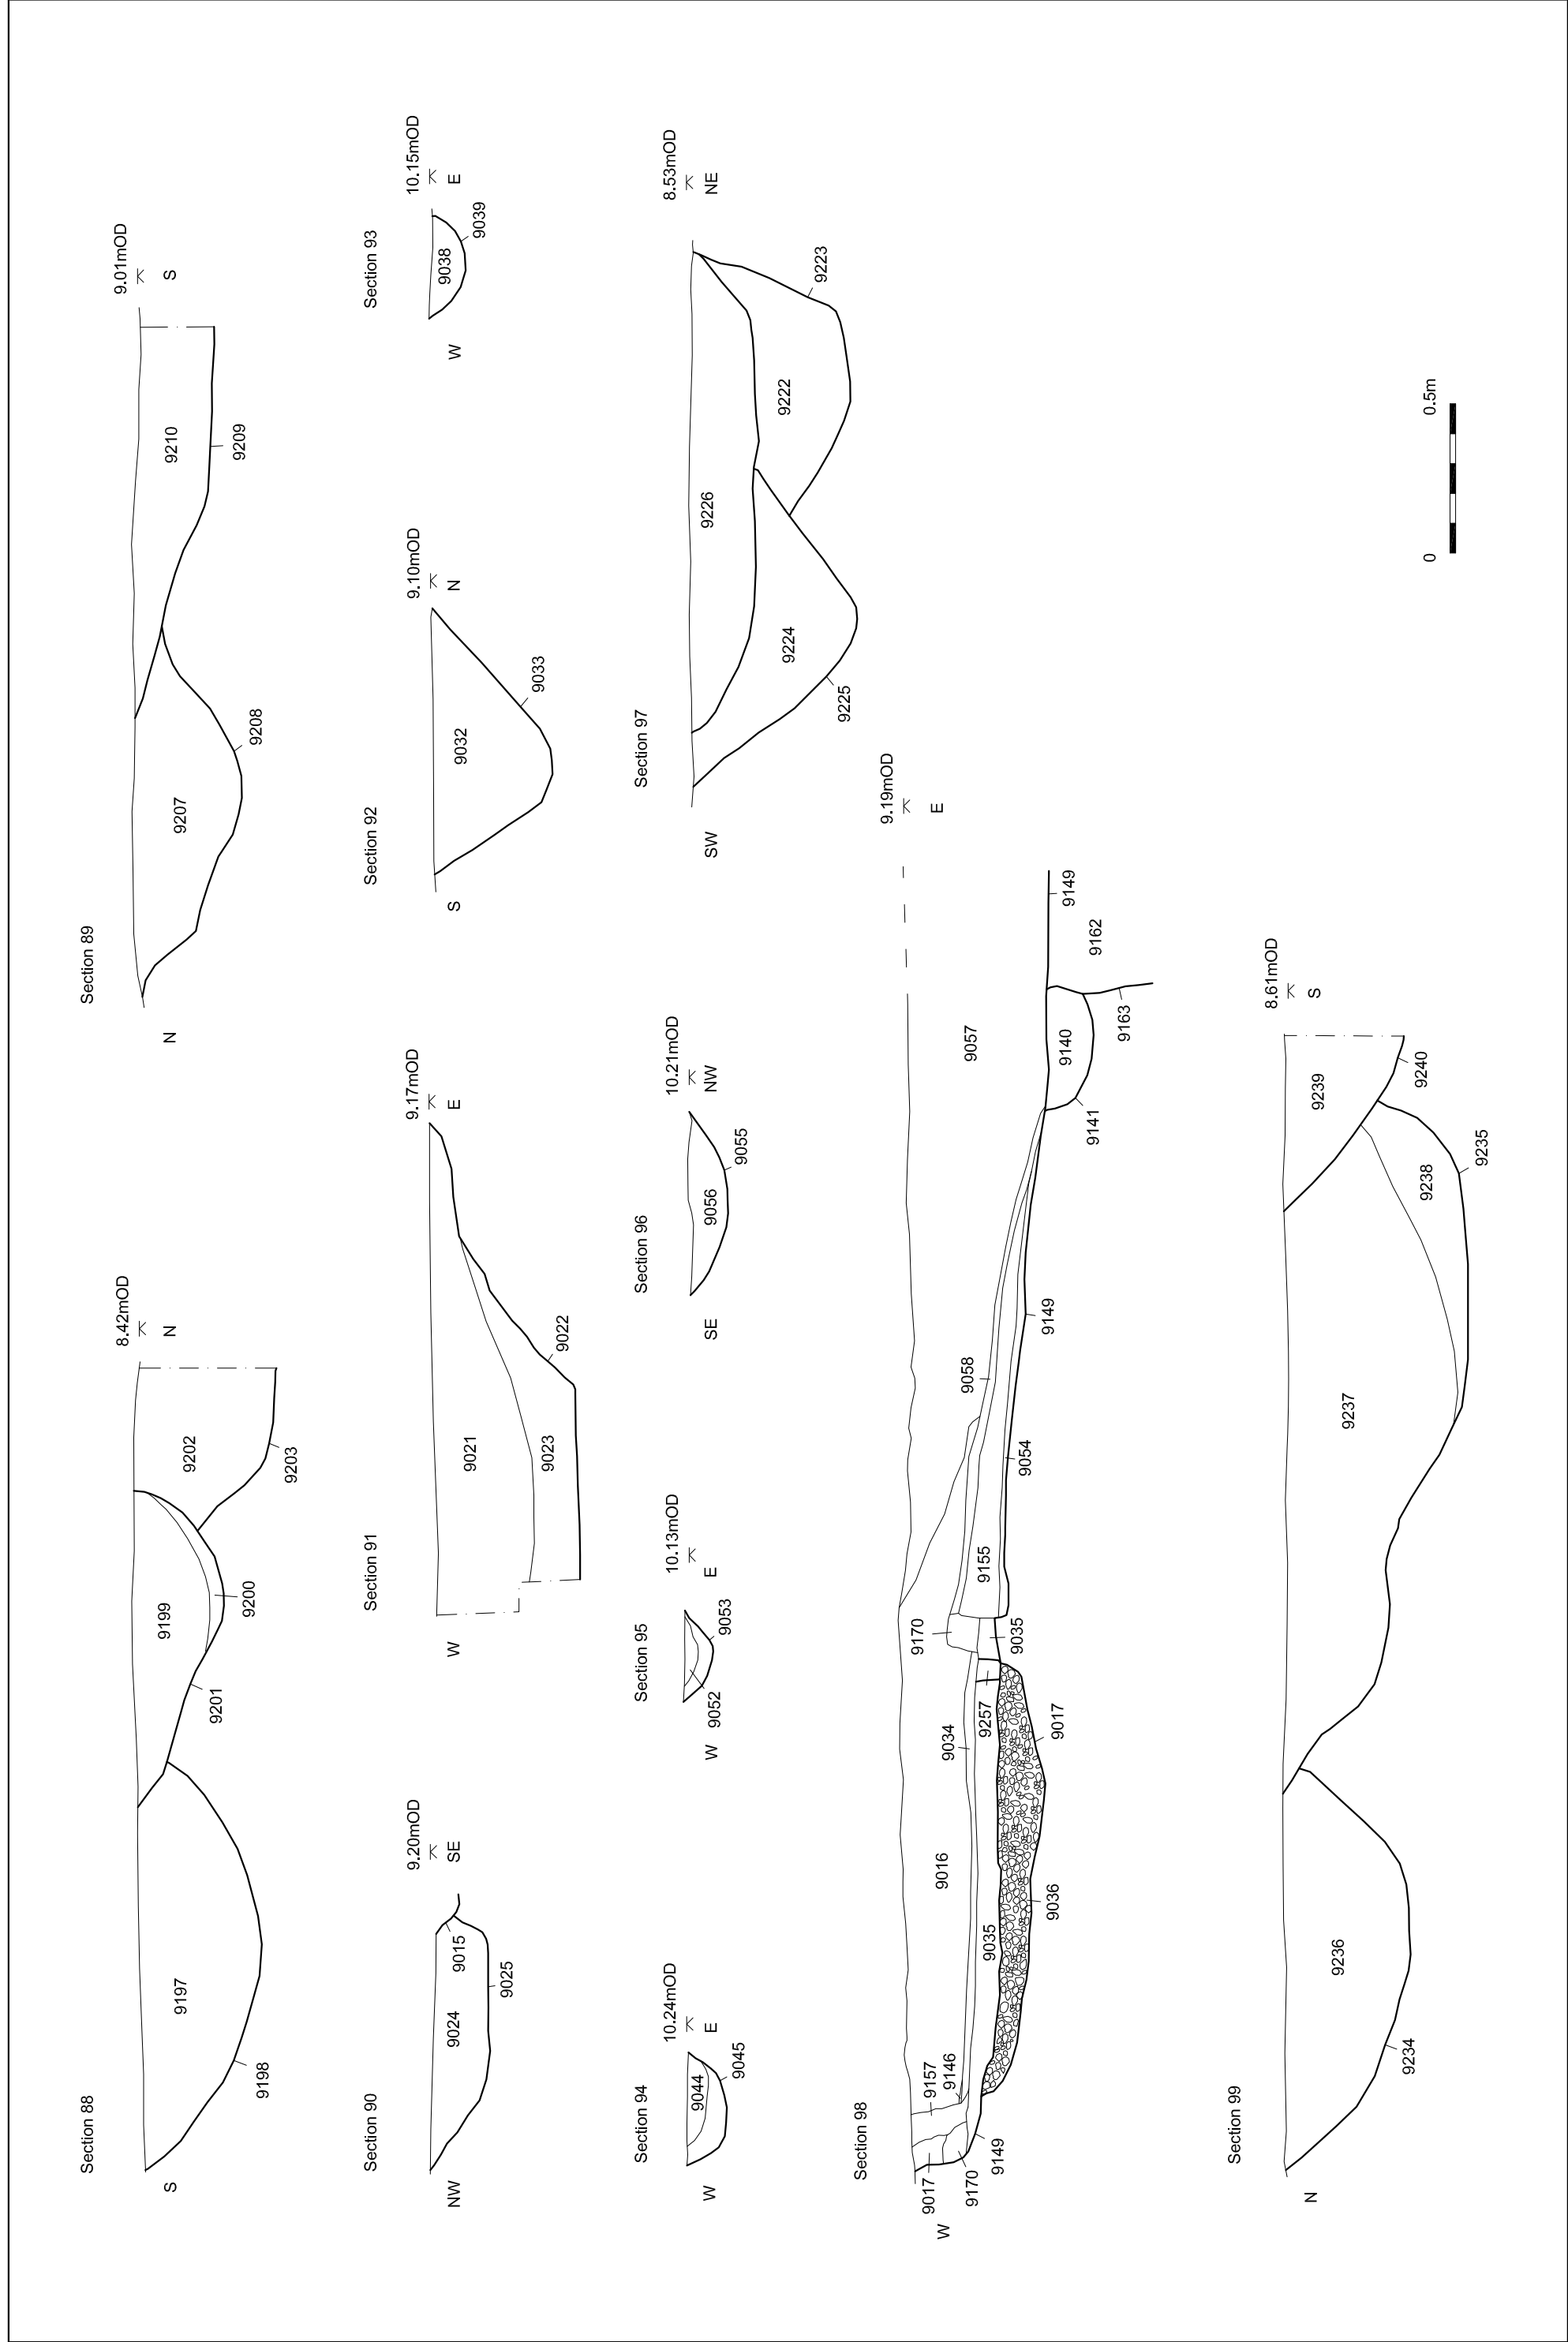 Section 88
8.42mOD
S
N
9197
9198
9199
9200
9201
9202
9203
Section 89
9.01mOD
N
S
9207
9208
9210
9209
Section 90
9.20mOD
NW
SE
9024
9015
9025
Section 91
9.17mOD
W
E
9021
9023
9022
Section 92
9.10mOD
S
N
9032
9033
Section 93
10.15mOD
W
E
9038
9039
Section 94
10.24mOD
W
E
9044
9045
Section 95
10.13mOD
W
E
9052
9053
Section 96
10.21mOD
SE
NW
9056
9055
Section 97
8.53mOD
SW
NE
9226
9224
9222
9225
9223
Section 98
9.19mOD
W
E
9017
9157
9146
9170
9149
9016
9034
9035
9257
9036
9017
9170
9035
9155
9058
9054
9149
9057
9140
9141
9163
9162
9149
Section 99
8.61mOD
N
S
9236
9234
9237
9238
9235
9239
9240
0
0.5m